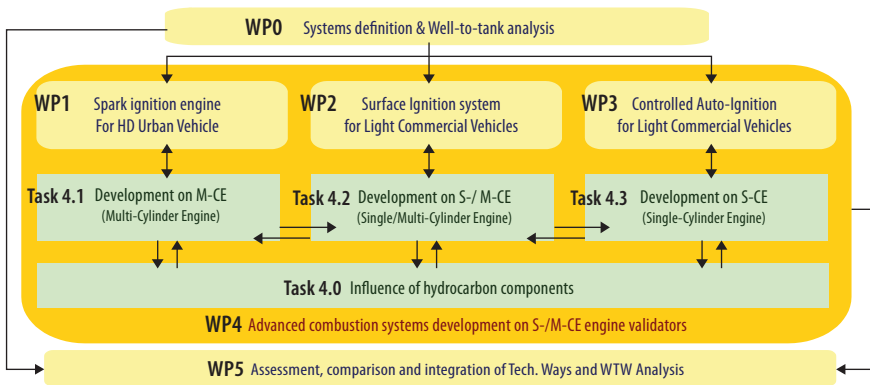 WP0 Systems definition & Well-to-tank analysis
WP1 Spark ignition engine
For HD Urban Vehicle
WP2 Surface Ignition system
for Light Commercial Vehicles
WP3 Controlled Auto-Ignition
for Light Commercial Vehicles
Task 4.1 Development on M-CE
(Multi-Cylinder Engine)
Task 4.2 Development on S-/ M-CE
(Single/Multi-Cylinder Engine)
Task 4.3 Development on S-CE
(Single-Cylinder Engine)
Task 4.0 Influence of hydrocarbon components
WP4 Advanced combustion systems development on S-/M-CE engine validators
WP5 Assessment, comparison and integration of Tech. Ways and WTW Analysis